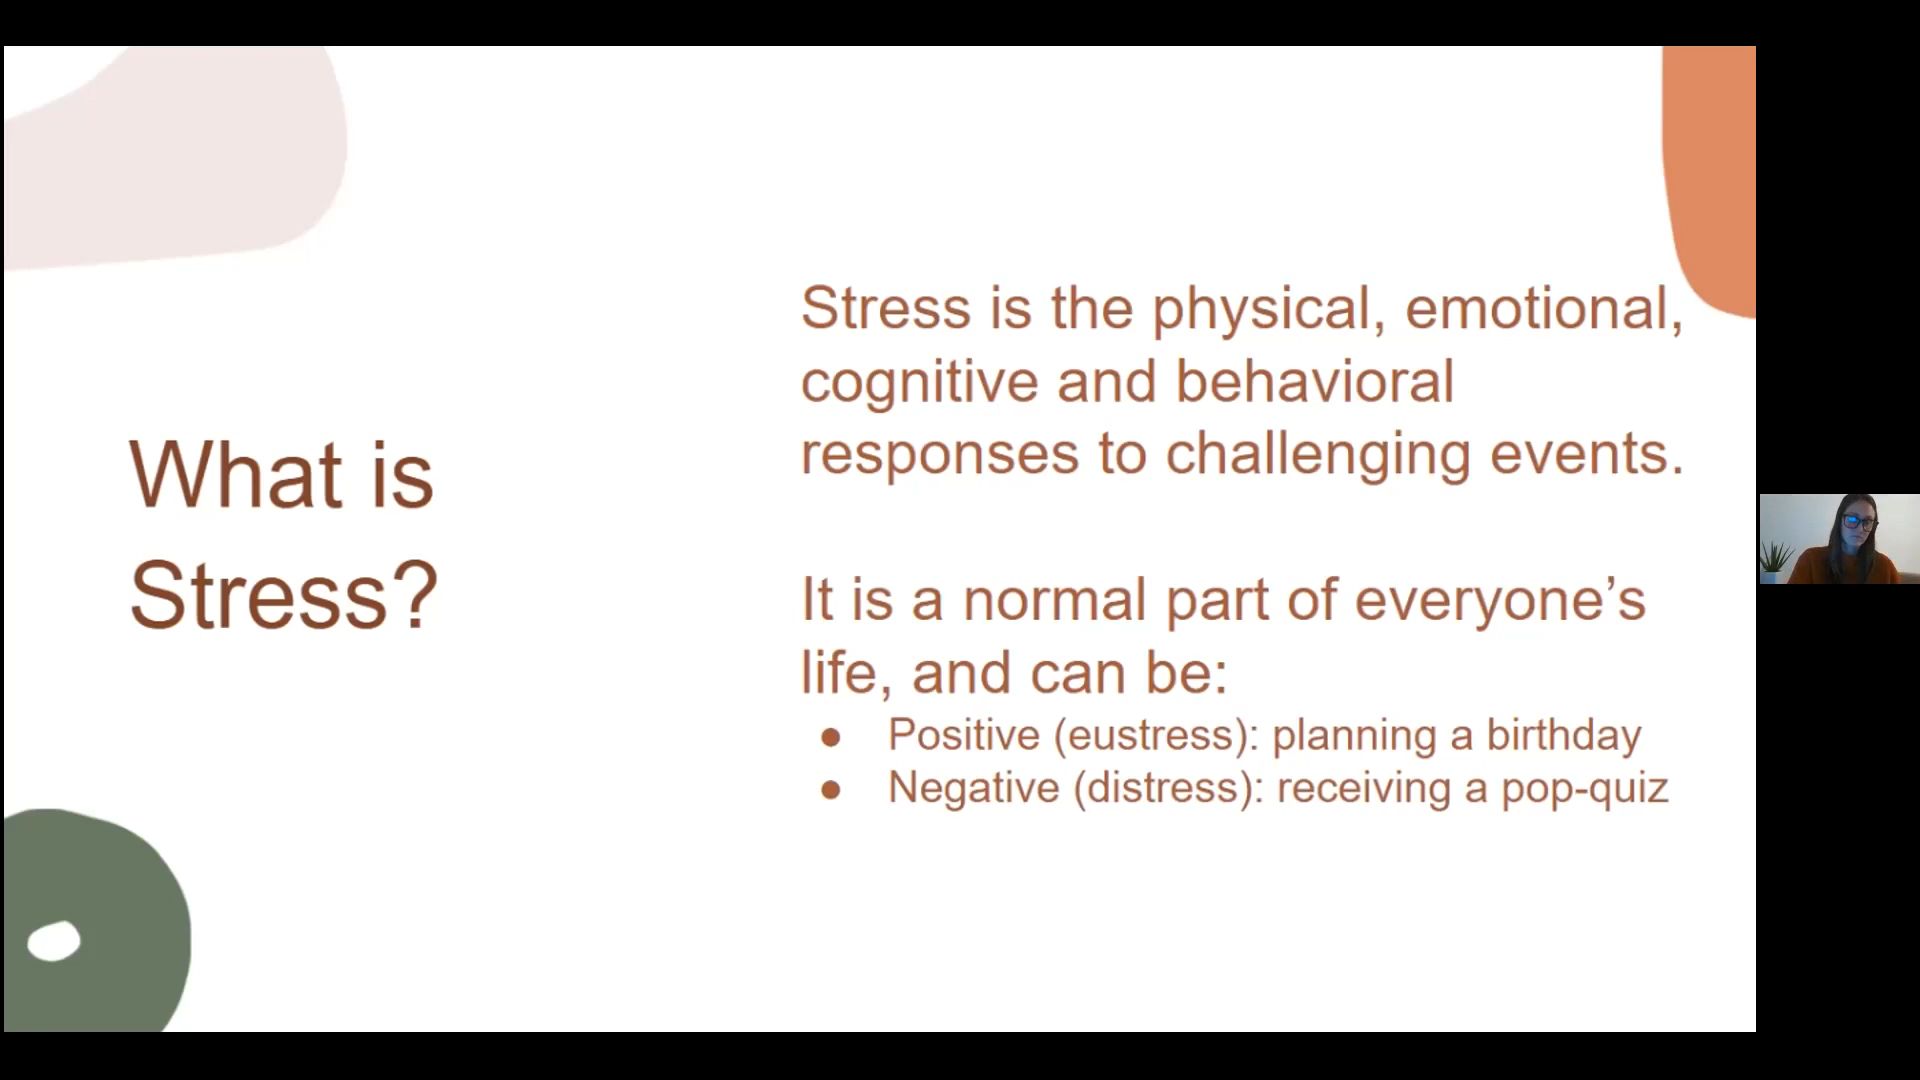 What is
Stress?
Stress is the physical, emotional,
cognitive and behavioral
responses to challenging events.
It is a normal part of everyone’s
life, and can be:
● Positive (eustress): planning a birthday
● Negative (distress): receiving a pop-quiz